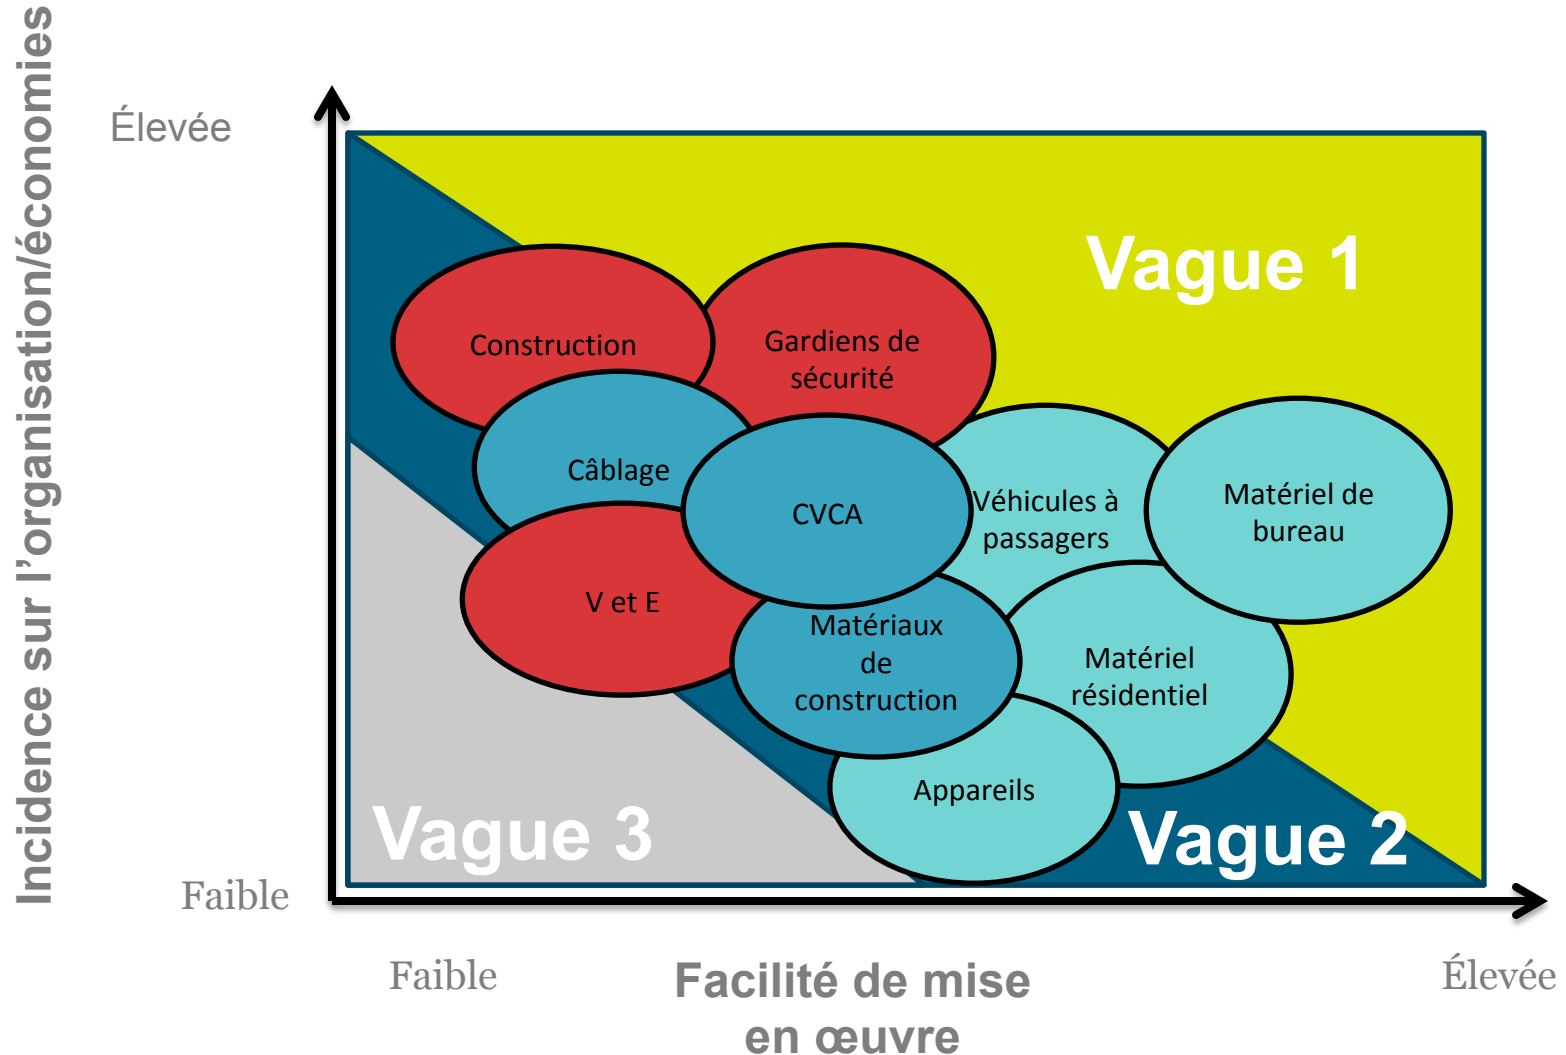 Incidence sur l’organisation/économies
Élevée
Vague 1
Construction
Gardiens de
sécurité
Câblage
CVCA
Véhicules à
passagers
Matériel de
bureau
V et E
Matériaux
de
construction
Matériel
résidentiel
Appareils
Vague 3
Vague 2
Faible
Faible
Facilité de mise
en œuvre
Élevée